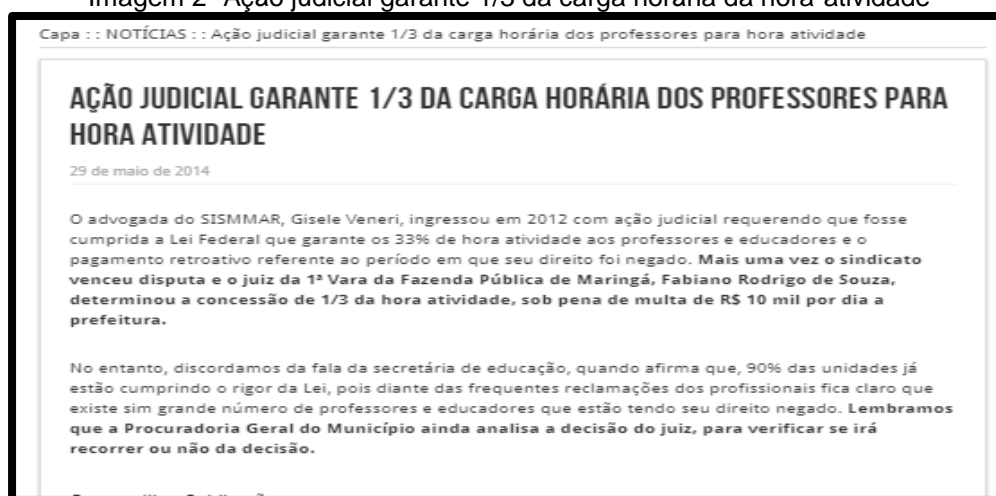 Imagem 2- Ação judicial garante 1/3 da carga horária da hora-atividade
Capa : : NOTÍCIAS : : Ação judicial garante 1/3 da carga horária dos professores para hora atividade
AÇÃO JUDICIAL GARANTE 1/3 DA CARGA HORÁRIA DOS PROFESSORES PARA
HORA ATIVIDADE
29 de maio de 2014
O advogada do SISMMAR, Gisele Veneri, ingressou em 2012 com ação judicial requerendo que fosse
cumprida a Lei Federal que garante os 33% de hora atividade aos professores e educadores e o
pagamento retroativo referente ao período em que seu direito foi negado. Mais uma vez o sindicato
venceu disputa e o juiz da 1ª Vara da Fazenda Pública de Maringá, Fabiano Rodrigo de Souza,
determinou a concessão de 1/3 da hora atividade, sob pena de multa de R$ 10 mil por dia a
prefeitura.
No entanto, discordamos da fala da secretária de educação, quando afirma que, 90% das unidades já
estão cumprindo o rigor da Lei, pois diante das frequentes reclamações dos profissionais fica claro que
existe sim grande número de professores e educadores que estão tendo seu direito negado. Lembramos
que a Procuradoria Geral do Município ainda analisa a decisão do juiz, para verificar se irá
recorrer ou não da decisão.